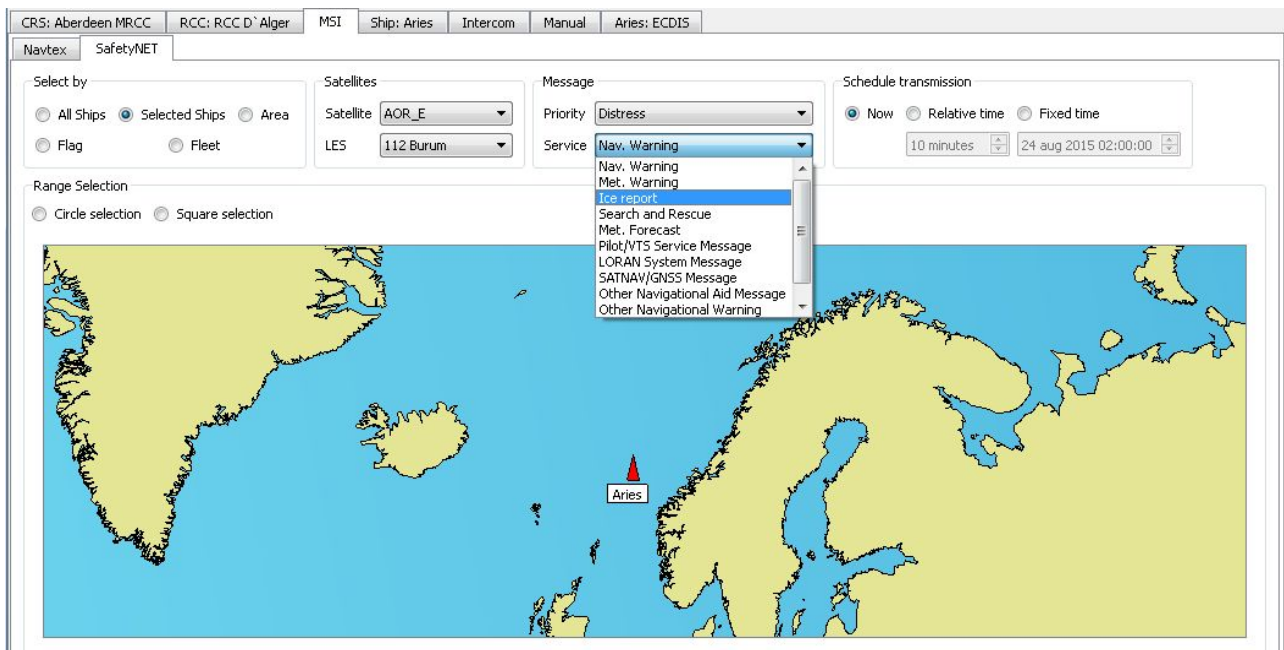 CRS: Aberdeen MRCC RCC: RCC D`Alger MSI Ship: Aries Intercom Manual Aries: ECDIS
Navtex SafetyNET
Select by Satellites Message Schedule transmission
All Ships Selected Ships Area Satellite AOR_E Priority Distress Now Relative time Fixed time
Flag Fleet LES 112 Burum Service Nav. Warning 10 minutes 24 aug 2015 02:00:00
Nav. Warning
Met. Warning
Ice report
Search and Rescue
Met. Forecast
Pilot/VTS Service Message
LORAN System Message
SATNAV/GNSS Message
Other Navigational Aid Message
Other Navigational Warning
Range Selection
Circle selection Square selection
Aries